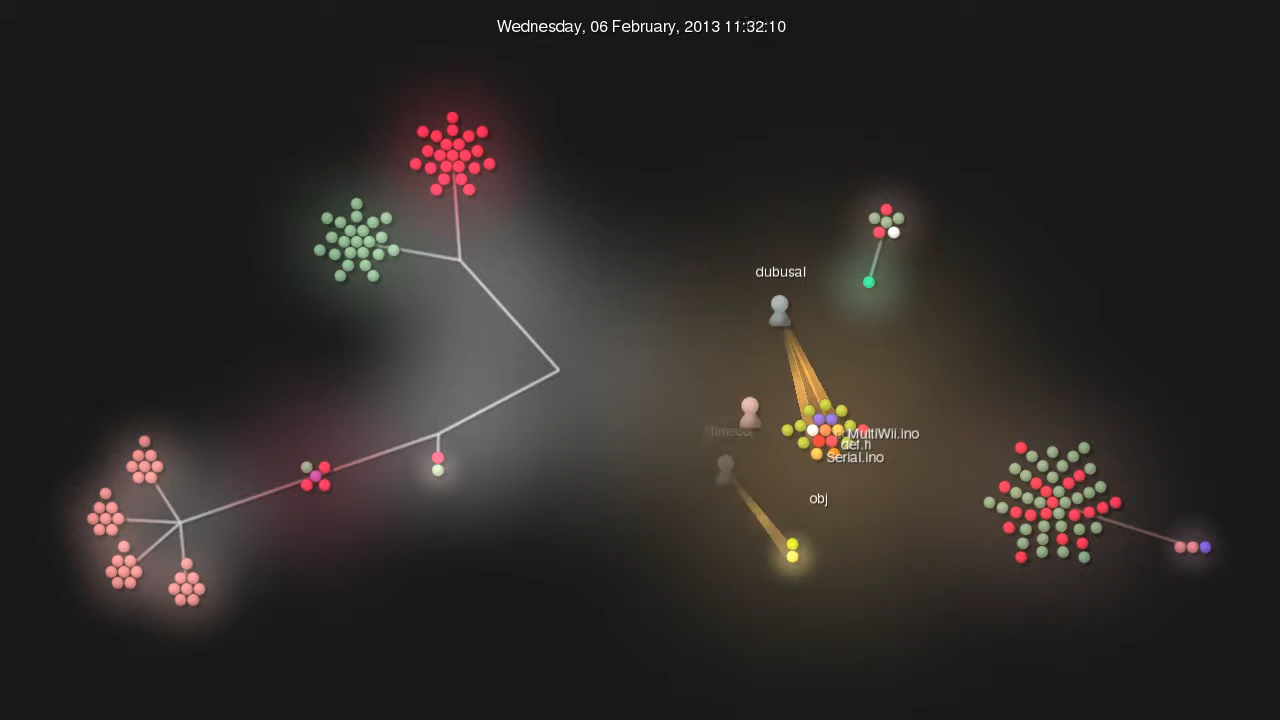 Wednesday, 06 February, 2013 11:32:10
dubusal
MultiWii.ino
def.h
Serial.ino
obj